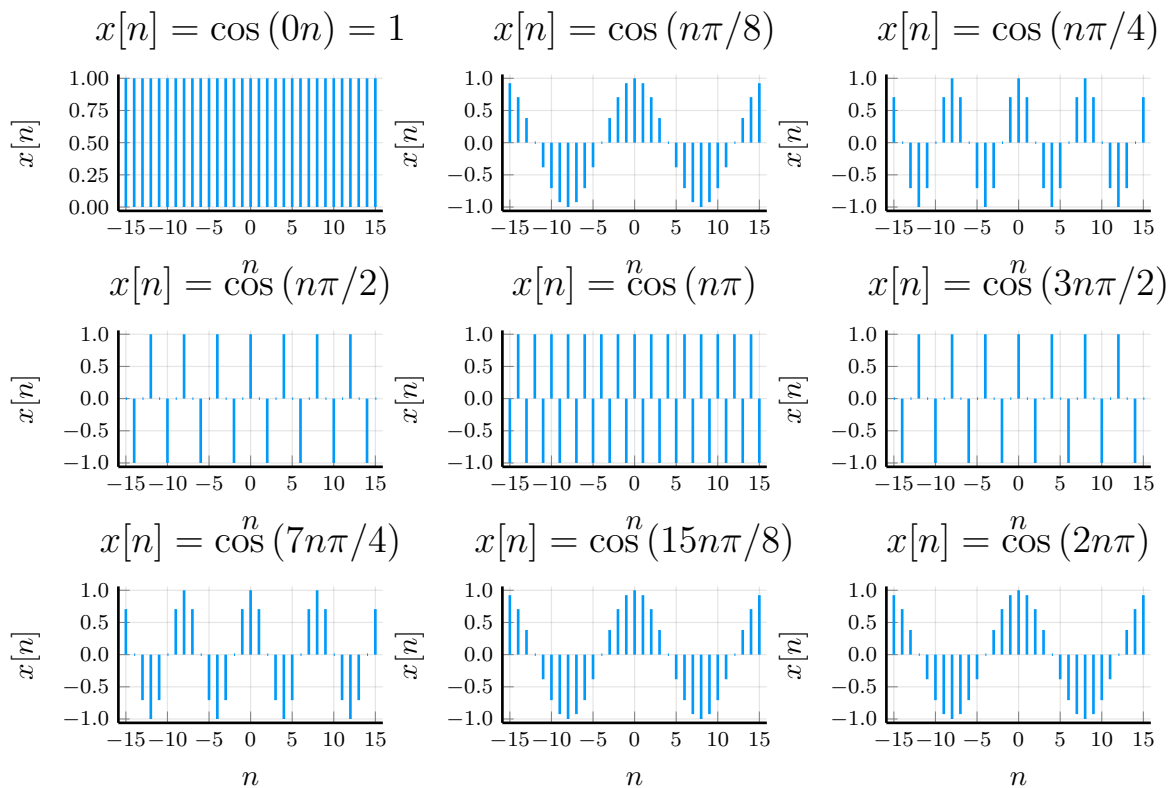 x[n] = cos (0n) = 1
x[n] = cos (nπ/8)
x[n] = cos (nπ/4)
x[n]
1.00
0.75
0.50
0.25
0.00
−15 −10 −5 0 5 10 15
n
x[n]
1.0
0.5
0.0
−0.5
−1.0
−15 −10 −5 0 5 10 15
n
x[n]
1.0
0.5
0.0
−0.5
−1.0
−15 −10 −5 0 5 10 15
n
x[n] = cos (nπ/2)
x[n] = cos (nπ)
x[n] = cos (3nπ/2)
x[n]
1.0
0.5
0.0
−0.5
−1.0
−15 −10 −5 0 5 10 15
n
x[n]
1.0
0.5
0.0
−0.5
−1.0
−15 −10 −5 0 5 10 15
n
x[n]
1.0
0.5
0.0
−0.5
−1.0
−15 −10 −5 0 5 10 15
n
x[n] = cos (7nπ/4)
x[n] = cos (15nπ/8)
x[n] = cos (2nπ)
x[n]
1.0
0.5
0.0
−0.5
−1.0
−15 −10 −5 0 5 10 15
n
x[n]
1.0
0.5
0.0
−0.5
−1.0
−15 −10 −5 0 5 10 15
n
x[n]
1.0
0.5
0.0
−0.5
−1.0
−15 −10 −5 0 5 10 15
n